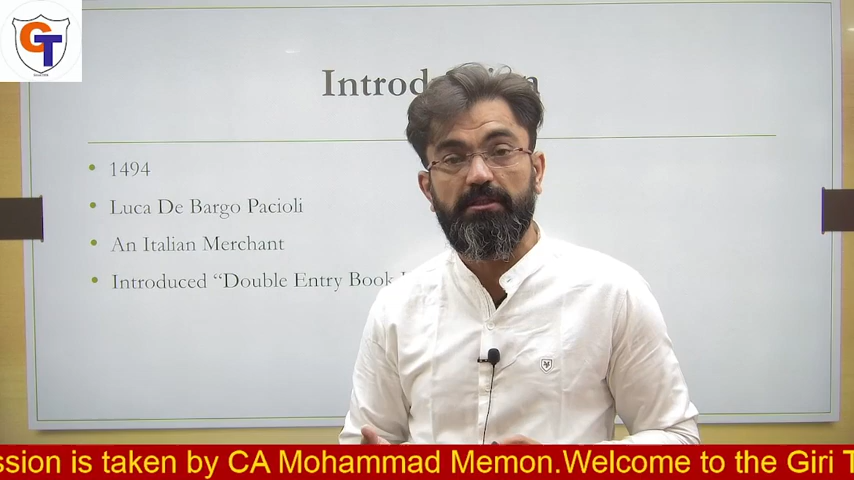 GT
Introd
1494
Luca De Bargo Pacioli
An Italian Merchant
Introduced “Double Entry Book
ssion is taken by CA Mohammad Memon.Welcome to the Giri T